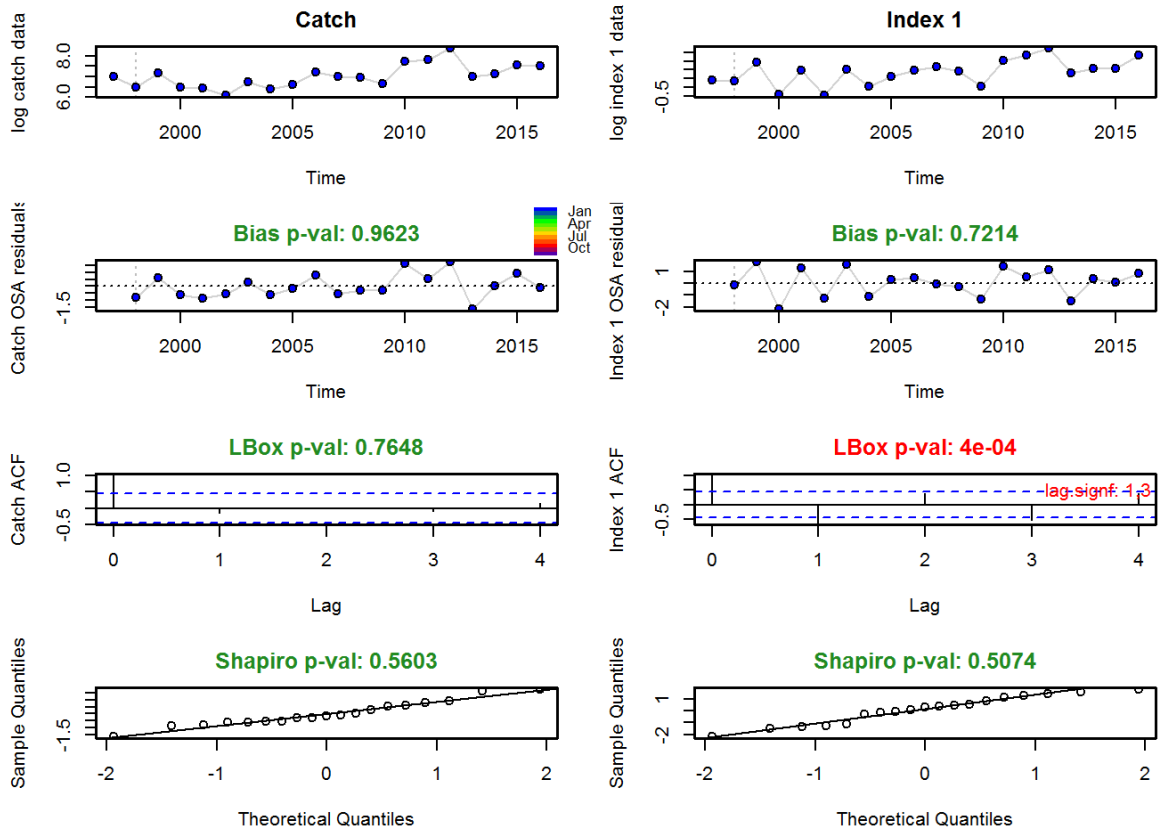 Catch
log catch data
8.0
6.0
2000 2005 2010 2015
Time
Index 1
log index 1 data
-0.5
2000 2005 2010 2015
Time
Bias p-val: 0.9623
Jan
Apr
Jul
Oct
Catch OSA residuals
-1.5
2000 2005 2010 2015
Time
Bias p-val: 0.7214
Index 1 OSA residual
1
-2
2000 2005 2010 2015
Time
LBox p-val: 0.7648
Catch ACF
1.0
-0.5
0 1 2 3 4
Lag
LBox p-val: 4e-04
Index 1 ACF
lag.signf: 1,3
-0.5
0 1 2 3 4
Lag
Shapiro p-val: 0.5603
Sample Quantiles
-1.5
-2 -1 0 1 2
Theoretical Quantiles
Shapiro p-val: 0.5074
Sample Quantiles
1
-2
-2 -1 0 1 2
Theoretical Quantiles